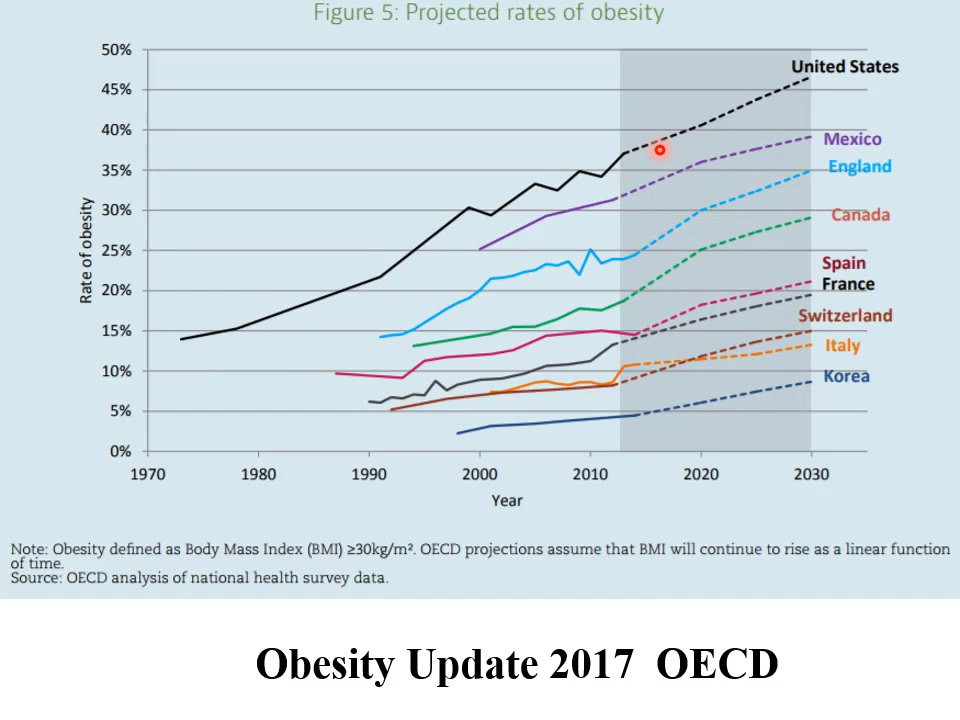 Figure 5: Projected rates of obesity
50%
45%
40%
35%
30%
25%
20%
15%
10%
5%
0%
Rate of obesity
United States
Mexico
England
Canada
Spain
France
Switzerland
Italy
Korea
1970 1980 1990 2000 2010 2020 2030
Year
Note: Obesity defined as Body Mass Index (BMI) ≥30kg/m². OECD projections assume that BMI will continue to rise as a linear function
of time.
Source: OECD analysis of national health survey data.
Obesity Update 2017 OECD